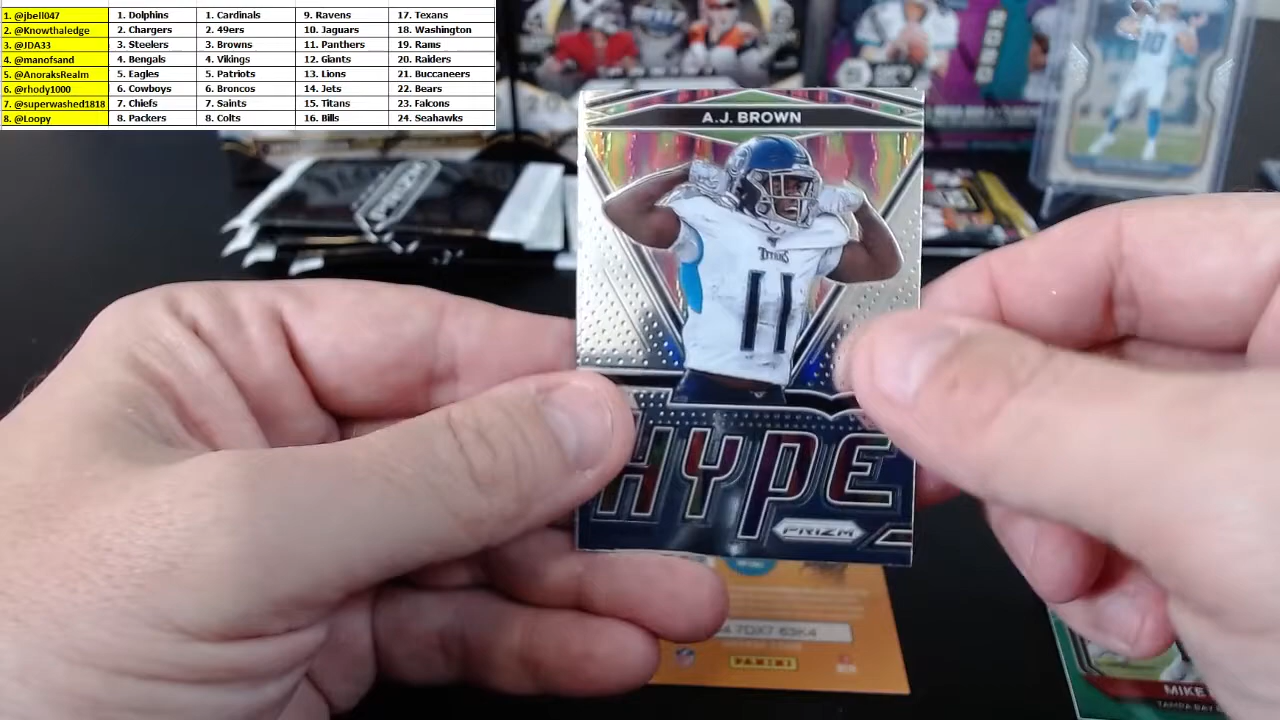 1. @jbell047 1. Dolphins 1. Cardinals 9. Ravens 17. Texans
2. @Knowthaledge 2. Chargers 2. 49ers 10. Jaguars 18. Washington
3. @JDA33 3. Steelers 3. Browns 11. Panthers 19. Rams
4. @manofsand 4. Bengals 4. Vikings 12. Giants 20. Raiders
5. @AnoraksRealm 5. Eagles 5. Patriots 13. Lions 21. Buccaneers
6. @rhody1000 6. Cowboys 6. Broncos 14. Jets 22. Bears
7. @superwashed1818 7. Chiefs 7. Saints 15. Titans 23. Falcons
8. @Loopy 8. Packers 8. Colts 16. Bills 24. Seahawks
A.J. BROWN
TITANS
11
HYPE
PRIZM
PRIZM
10
7DX7 63K4
PANINI
MIKE
TAMPA BAY